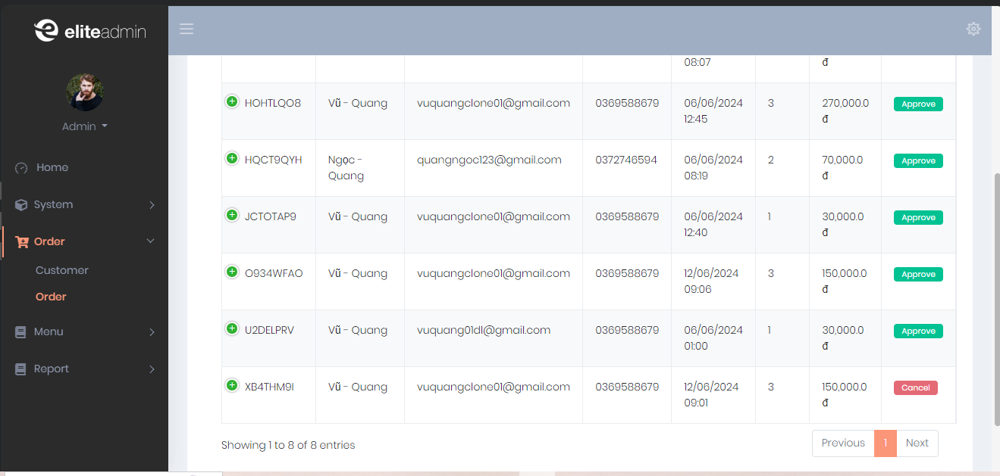 eliteadmin
Admin
Home
System
Order
Customer
Order
Menu
Report
08:07 đ
HOHTLQO8 Vũ - Quang vuquangclone01@gmail.com 0369588679 06/06/2024 3 270,000.0 Approve
12:45 đ
HQCT9QYH Ngọc - quangngoc123@gmail.com 0372746594 06/06/2024 2 70,000.0 Approve
Quang 08:19 đ
JCTOTAP9 Vũ - Quang vuquangclone01@gmail.com 0369588679 06/06/2024 1 30,000.0 Approve
12:40 đ
O934WFAO Vũ - Quang vuquangclone01@gmail.com 0369588679 12/06/2024 3 150,000.0 Approve
09:06 đ
U2DELPRV Vũ - Quang vuquang01dl@gmail.com 0369588679 06/06/2024 1 30,000.0 Approve
01:00 đ
XB4THM9I Vũ - Quang vuquangclone01@gmail.com 0369588679 12/06/2024 3 150,000.0 Cancel
09:01 đ
Showing 1 to 8 of 8 entries
Previous 1 Next